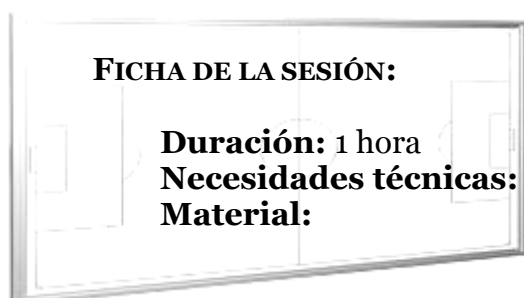 FICHA DE LA SESIÓN:
Duración: 1 hora
Necesidades técnicas:
Material: